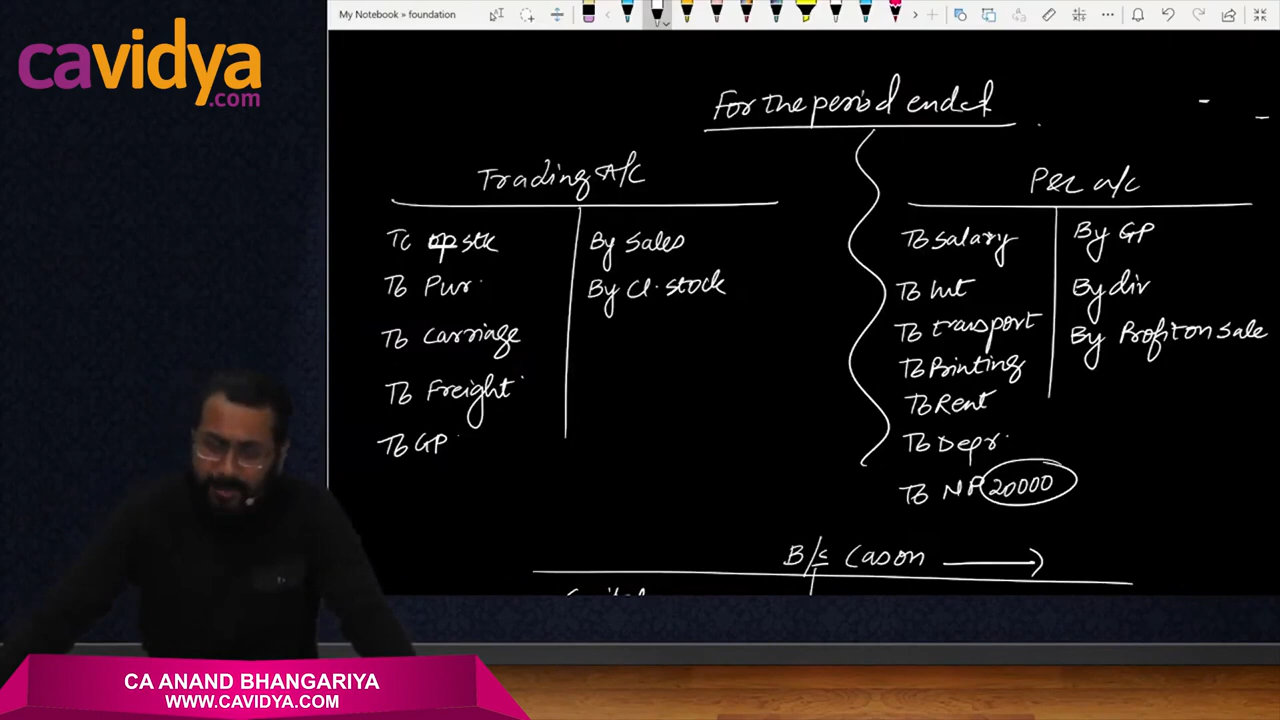 cavidya
.com
My Notebook » foundation
For the period ended
Trading A/c
To op stk
By sales
To Pur.
By Cl. stock
To Carriage
To Freight
To GP
P&L a/c
To salary
By GP
To Int
By div
To transport
By Profit on sale
To Printing
To Rent
To Depr.
To NP 20000
B/s (as on
Capital
CA ANAND BHANGARIYA
WWW.CAVIDYA.COM